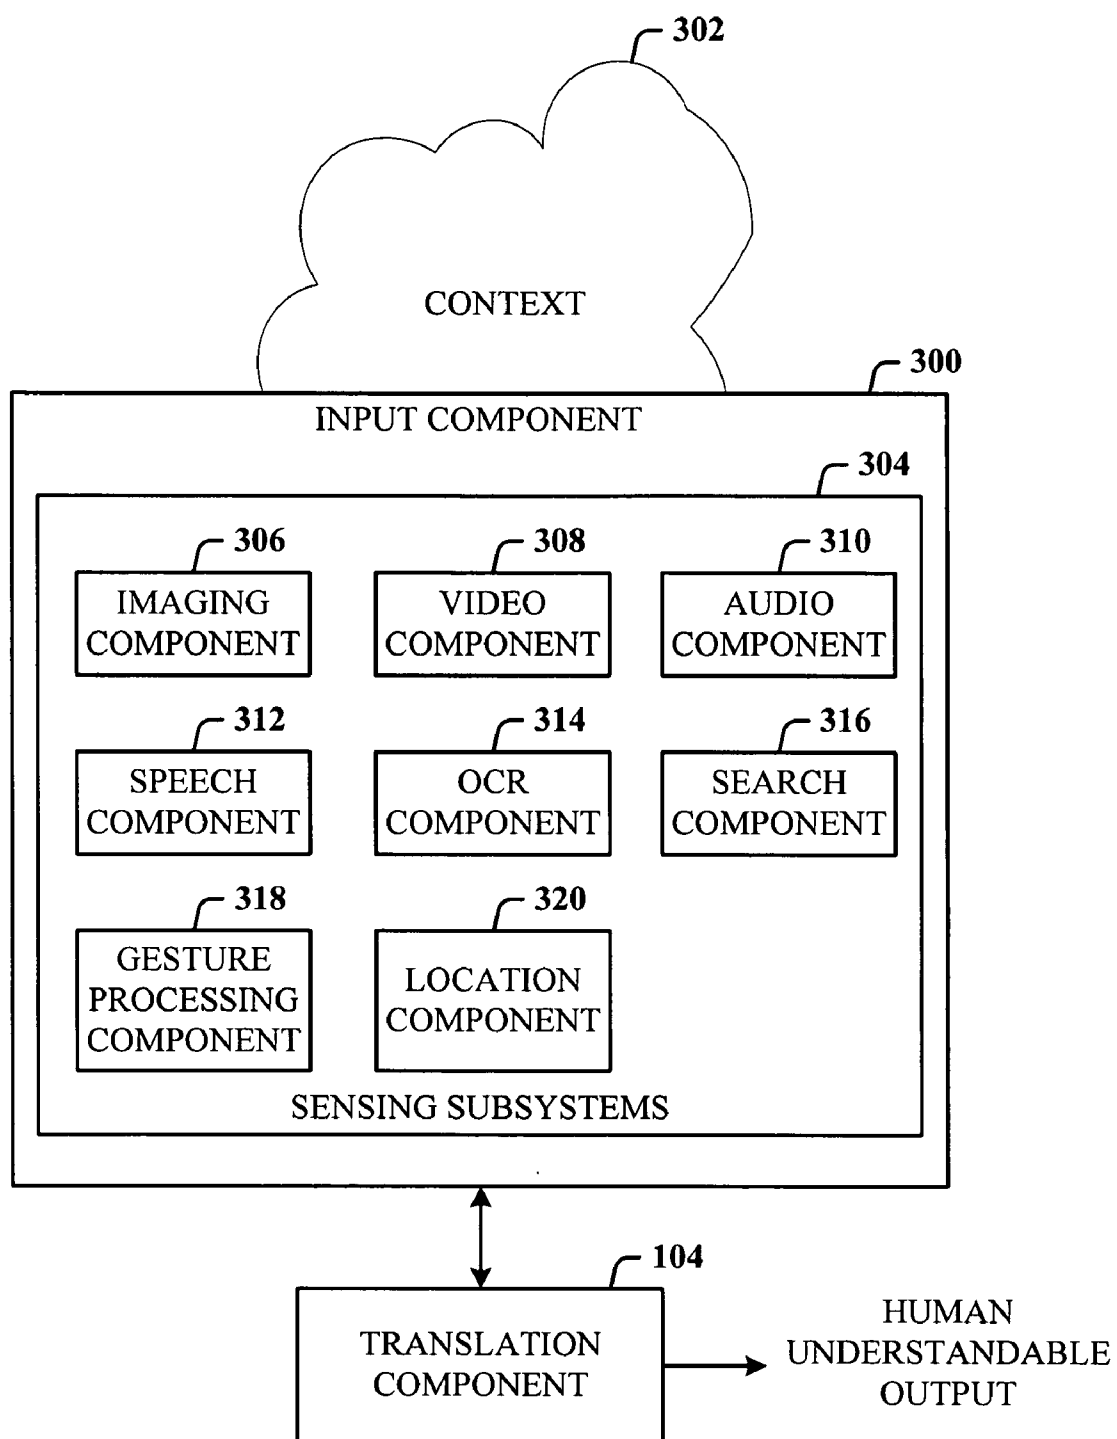 302
CONTEXT
300
INPUT COMPONENT
304
306
308
310
IMAGING
COMPONENT
VIDEO
COMPONENT
AUDIO
COMPONENT
312
314
316
SPEECH
COMPONENT
OCR
COMPONENT
SEARCH
COMPONENT
318
320
GESTURE
PROCESSING
COMPONENT
LOCATION
COMPONENT
SENSING SUBSYSTEMS
104
TRANSLATION
COMPONENT
HUMAN
UNDERSTANDABLE
OUTPUT